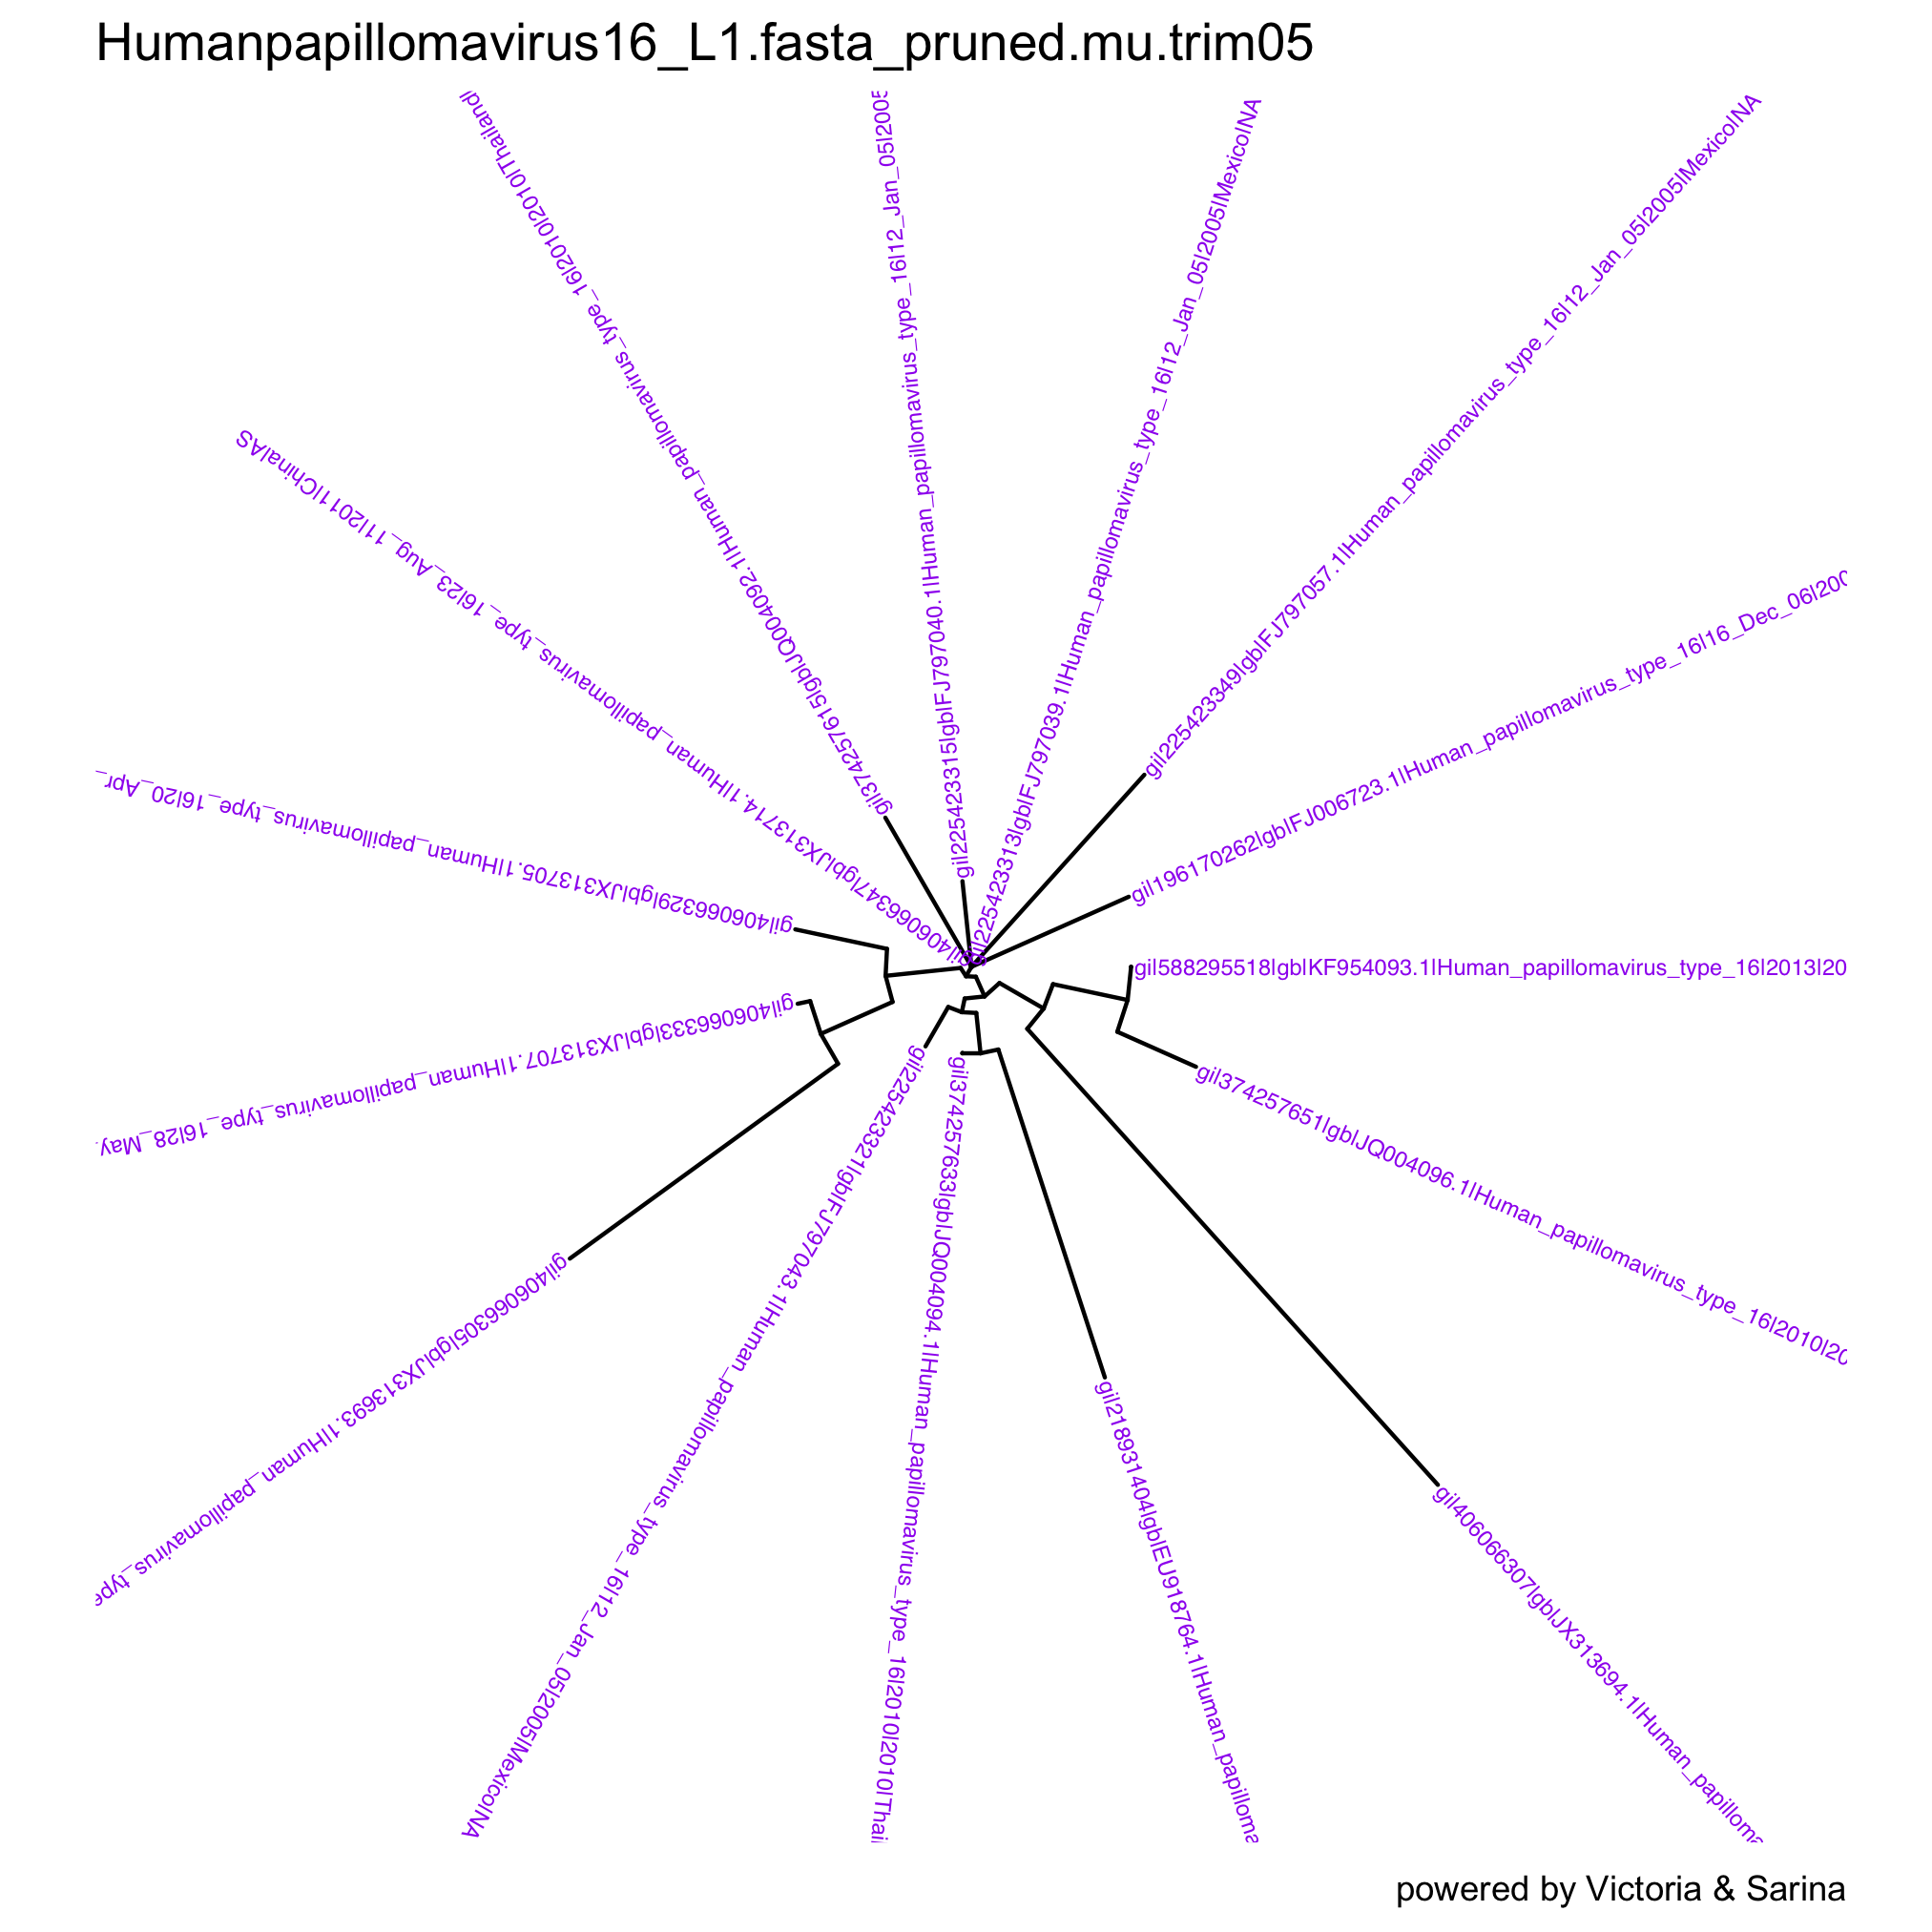 Humanpapillomavirus16_L1.fasta_pruned.mu.trim05
gi|374257615|gb|JQ004092.1|Human_papillomavirus_type_16|2010|2010|Thailand|
gi|225423315|gb|FJ797040.1|Human_papillomavirus_type_16|12_Jan_05|2005
gi|225423313|gb|FJ797039.1|Human_papillomavirus_type_16|12_Jan_05|2005|Mexico|NA
gi|225423349|gb|FJ797057.1|Human_papillomavirus_type_16|12_Jan_05|2005|Mexico|NA
gi|196170262|gb|FJ006723.1|Human_papillomavirus_type_16|16_Dec_06|200
gi|406066347|gb|JX313714.1|Human_papillomavirus_type_16|23_Aug_11|2011|China|AS
gi|406066329|gb|JX313705.1|Human_papillomavirus_type_16|20_Apr_
gi|588295518|gb|KF954093.1|Human_papillomavirus_type_16|2013|20
gi|406066333|gb|JX313707.1|Human_papillomavirus_type_16|28_May_
gi|374257651|gb|JQ004096.1|Human_papillomavirus_type_16|2010|20
gi|406066305|gb|JX313693.1|Human_papillomavirus_type
gi|225423321|gb|FJ797043.1|Human_papillomavirus_type_16|12_Jan_05|2005|Mexico|NA
gi|374257633|gb|JQ004094.1|Human_papillomavirus_type_16|2010|2010|Thail
gi|218931404|gb|EU918764.1|Human_papilloma
gi|406066307|gb|JX313694.1|Human_papilloma
powered by Victoria & Sarina